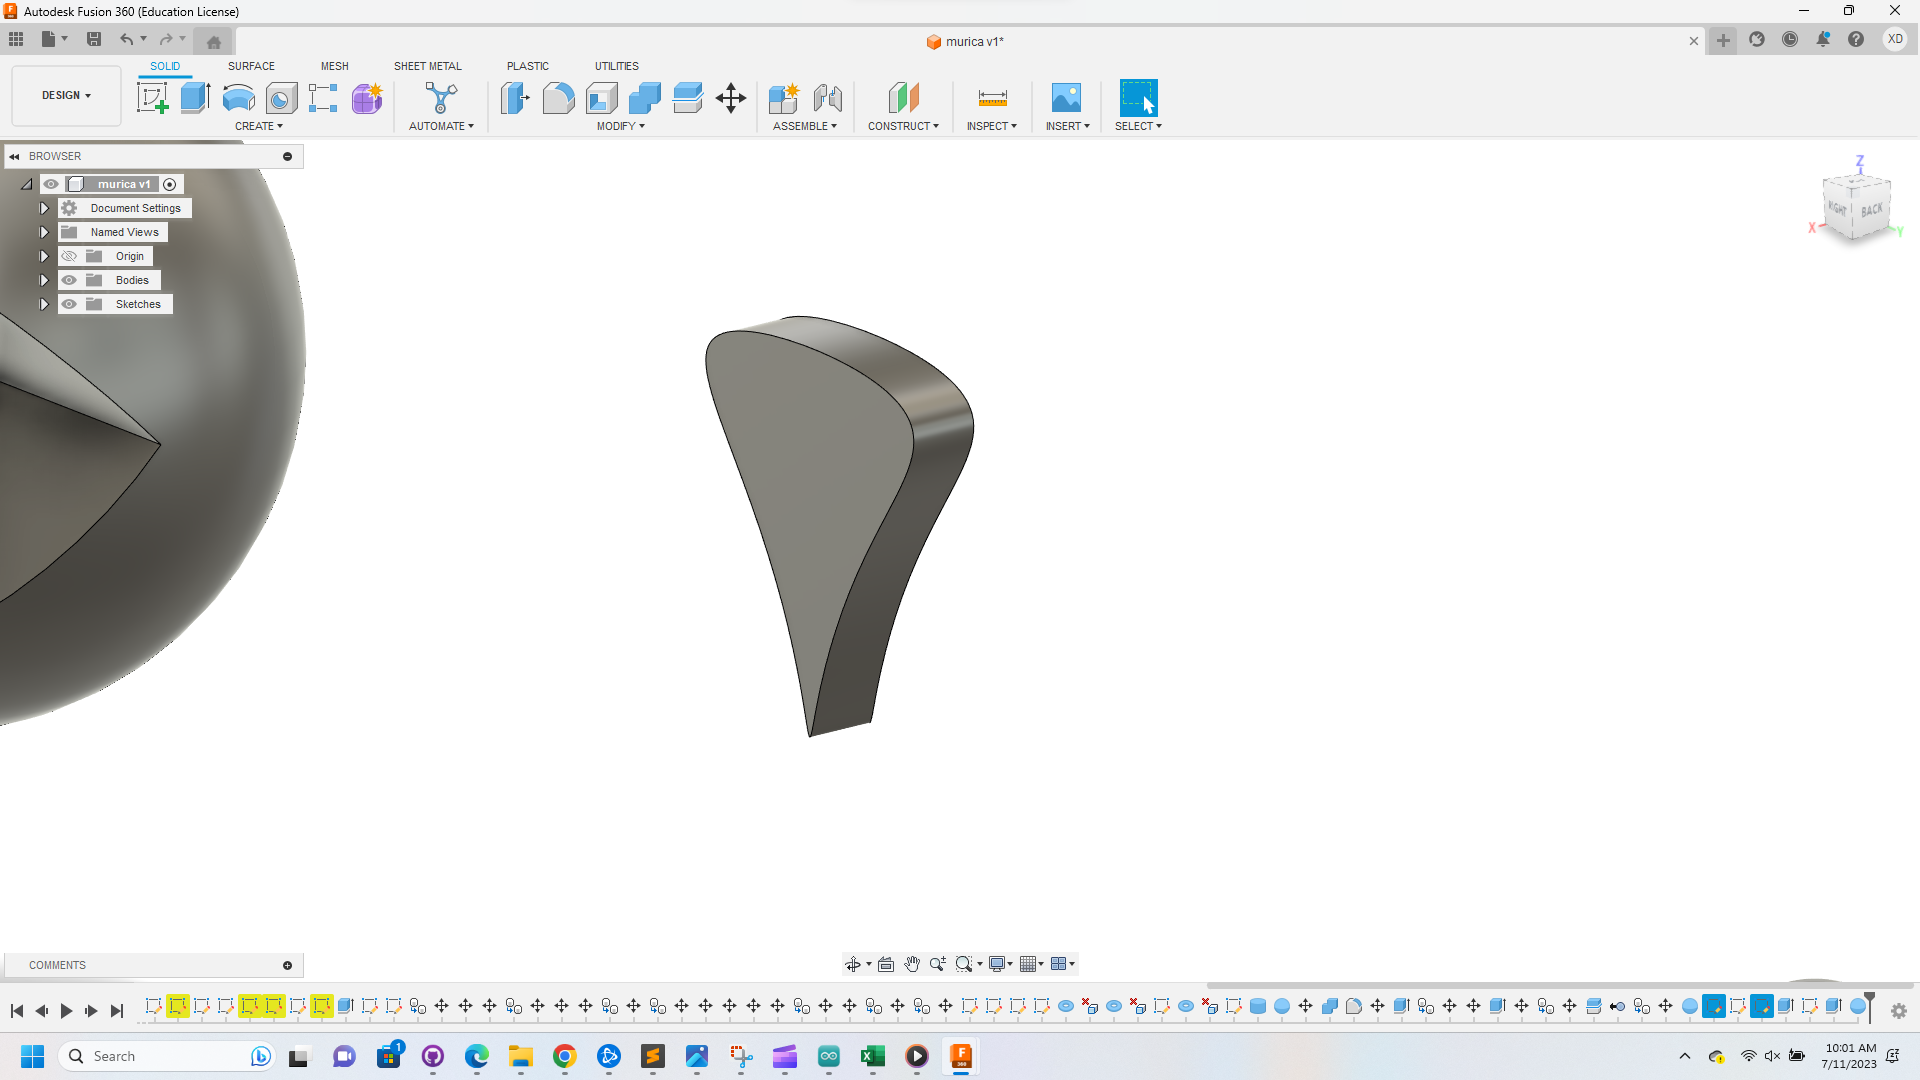 Autodesk Fusion 360 (Education License)
murica v1*
XD
DESIGN
SOLID SURFACE MESH SHEET METAL PLASTIC UTILITIES
CREATE AUTOMATE MODIFY ASSEMBLE CONSTRUCT INSPECT INSERT SELECT
BROWSER
murica v1
Document Settings
Named Views
Origin
Bodies
Sketches
Z
RIGHT BACK
X Y
COMMENTS
Search
1
F
360
10:01 AM
7/11/2023